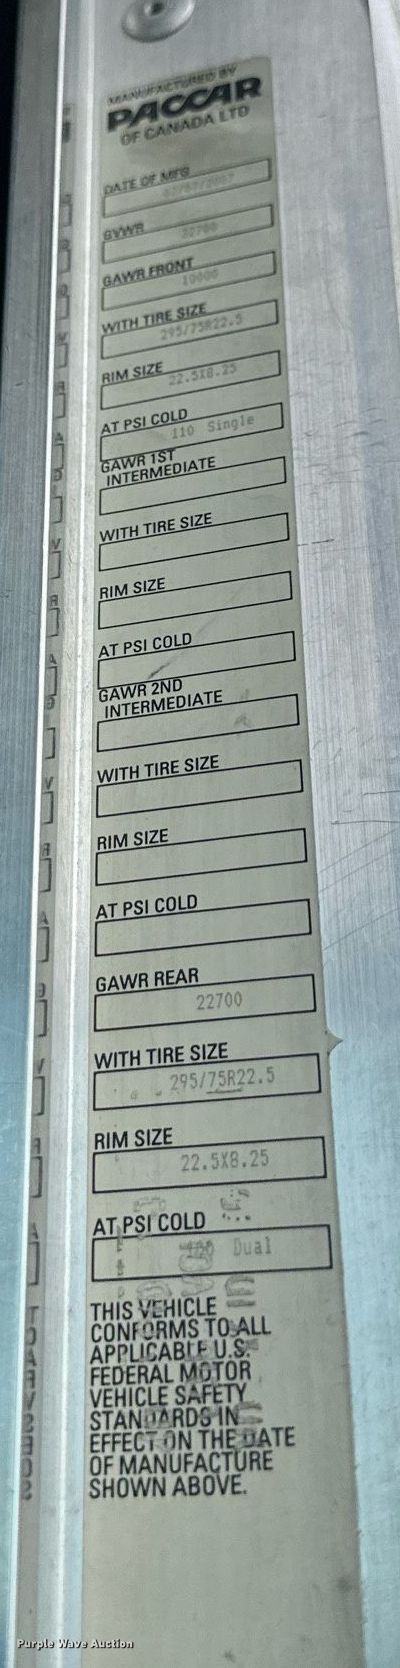 MANUFACTURED BY
PACCAR
OF CANADA LTD
DATE OF MFG
GVWR
GAWR FRONT
10000
WITH TIRE SIZE
295/75R22.5
RIM SIZE
22.5X8.25
AT PSI COLD
110 Single
GAWR 1ST
INTERMEDIATE
WITH TIRE SIZE
RIM SIZE
AT PSI COLD
GAWR 2ND
INTERMEDIATE
WITH TIRE SIZE
RIM SIZE
AT PSI COLD
GAWR REAR
22700
WITH TIRE SIZE
295/75R22.5
RIM SIZE
22.5X8.25
AT PSI COLD
Dual
THIS VEHICLE
CONFORMS TO ALL
APPLICABLE U.S.
FEDERAL MOTOR
VEHICLE SAFETY
STANDARDS IN
EFFECT ON THE DATE
OF MANUFACTURE
SHOWN ABOVE.
Purple Wave Auction